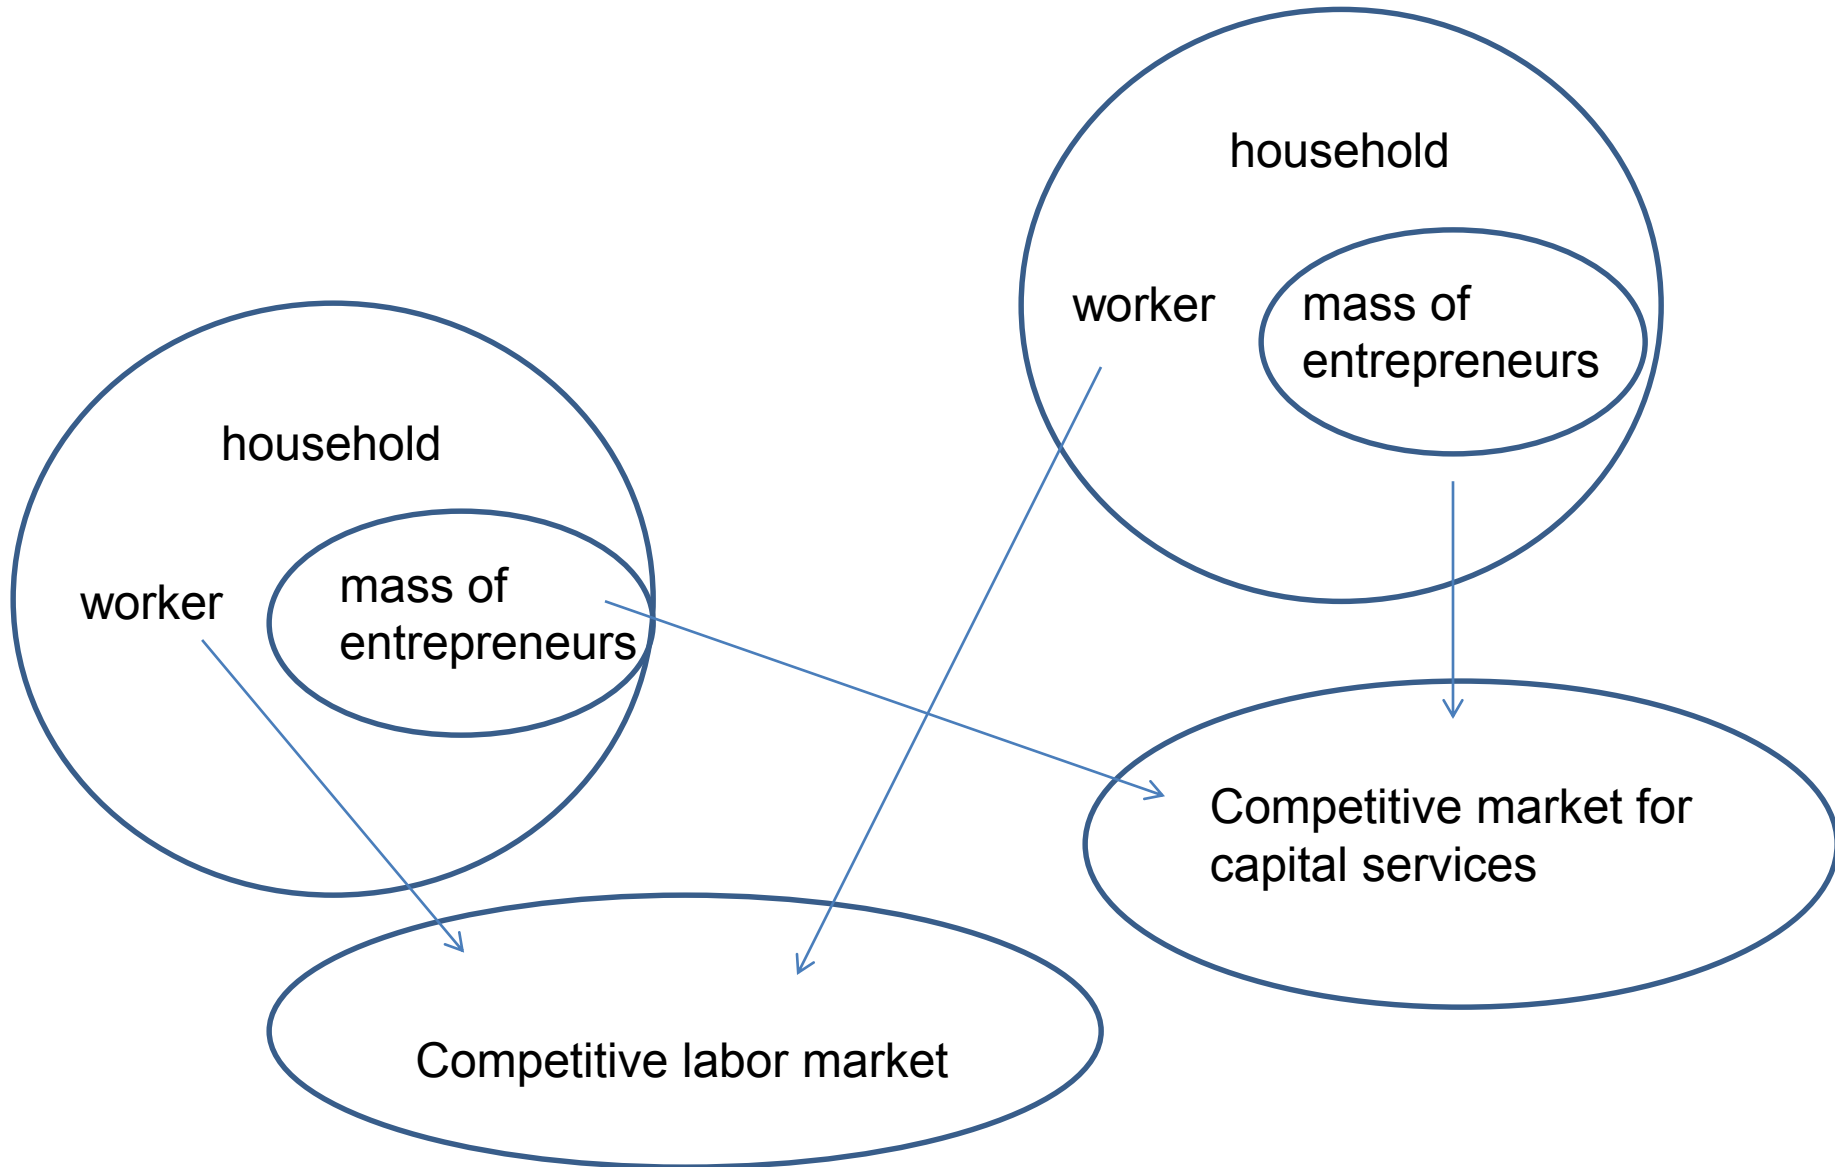 household
worker
mass of
entrepreneurs
household
worker
mass of
entrepreneurs
Competitive market for
capital services
Competitive labor market